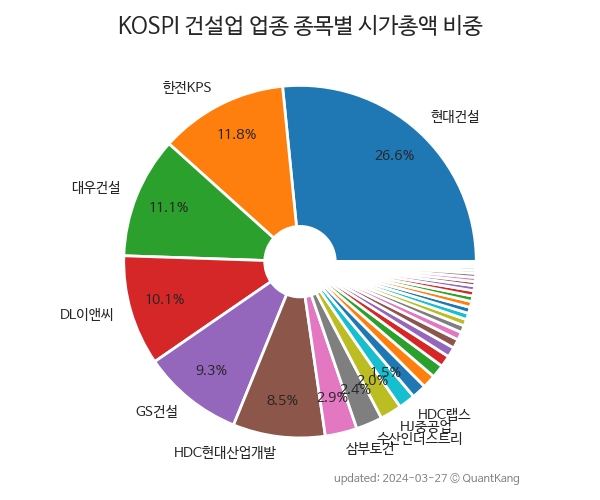 KOSPI 건설업 업종 종목별 시가총액 비중
한전KPS
현대건설
11.8%
26.6%
대우건설
11.1%
10.1%
DL이앤씨
9.3%
8.5%
2.9%
2.4%
2.0%
1.5%
GS건설
HDC랩스
HJ중공업
수산인더스트리
삼부토건
HDC현대산업개발
updated: 2024-03-27 © QuantKang